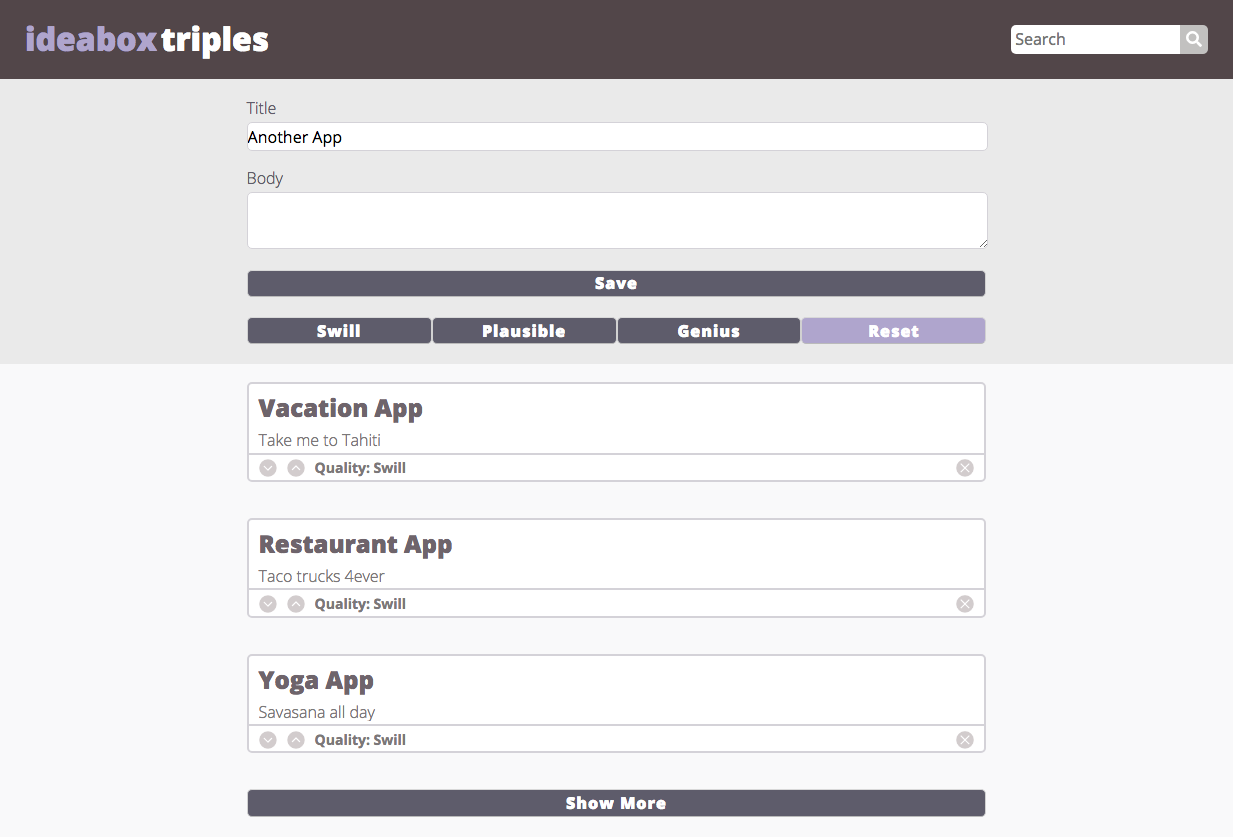 ideabox triples
Search
Title
Another App
Body
Save
Swill Plausible Genius Reset
Vacation App
Take me to Tahiti
Quality: Swill
Restaurant App
Taco trucks 4ever
Quality: Swill
Yoga App
Savasana all day
Quality: Swill
Show More